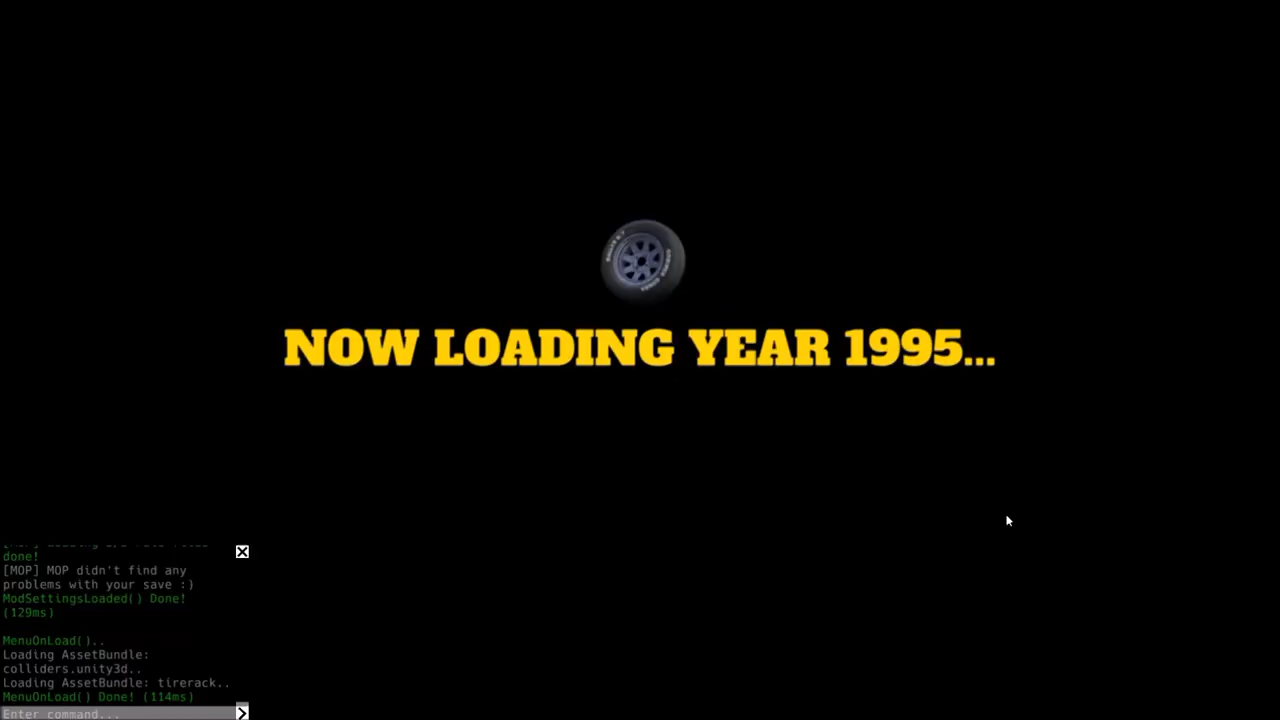 NOW LOADING YEAR 1995...
done!
[MOP] MOP didn't find any
problems with your save :)
ModSettingsLoaded() Done!
(129ms)
MenuOnLoad()..
Loading AssetBundle:
colliders.unity3d..
Loading AssetBundle: tirerack..
MenuOnLoad() Done! (114ms)
Enter command...